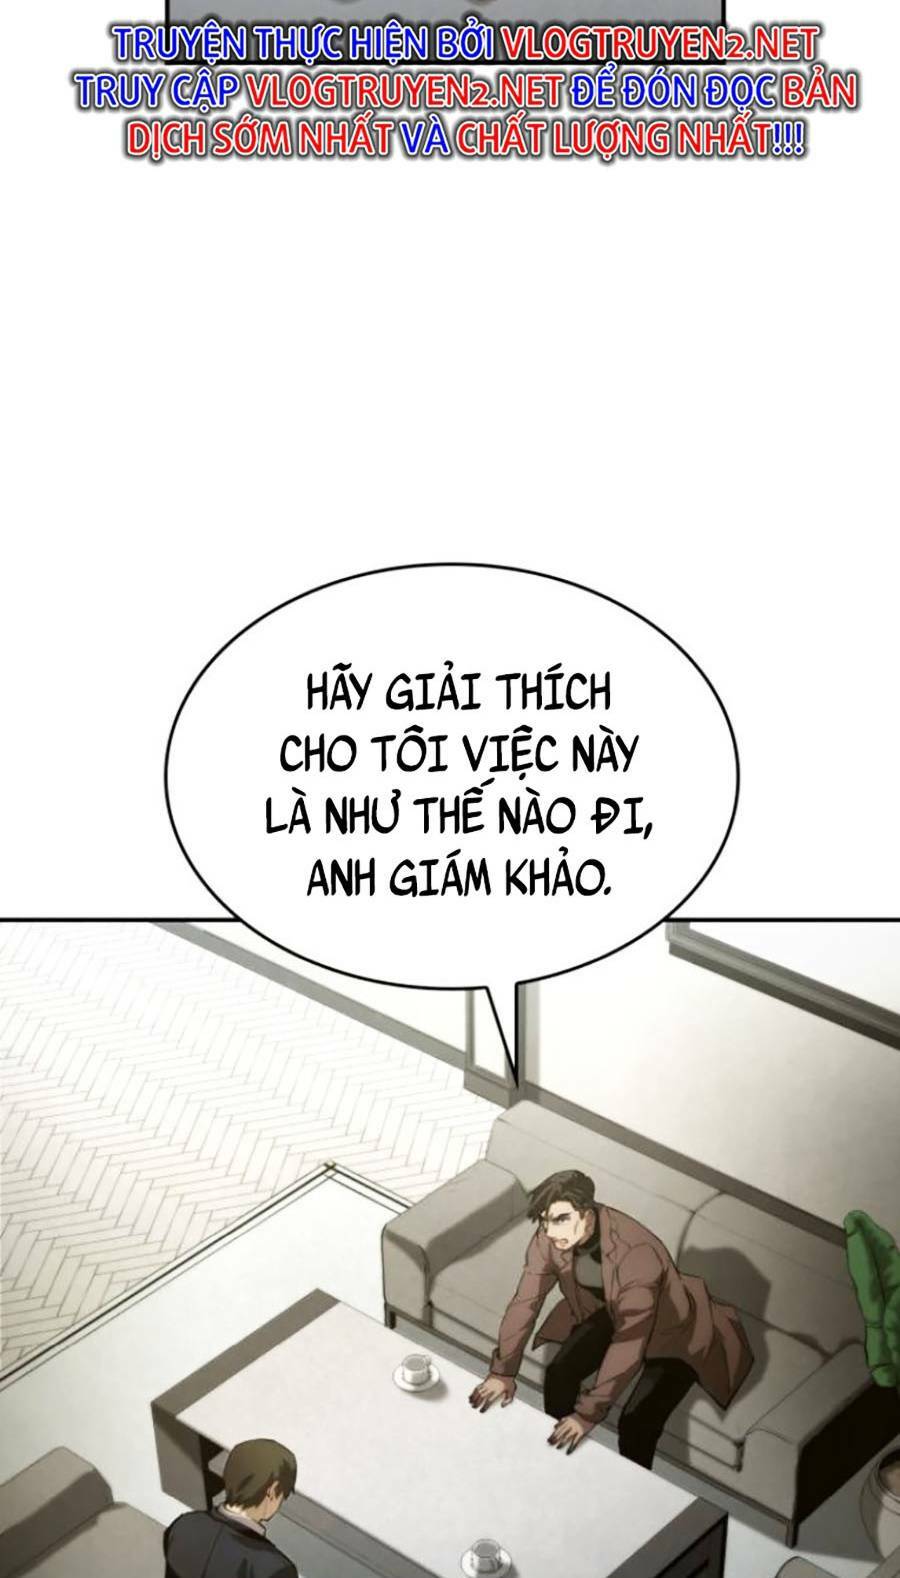 TRUYỆN THỰC HIỆN BỞI VLOGTRUYEN2.NET
TRUY CẬP VLOGTRUYEN2.NET ĐỂ ĐÓN ĐỌC BẢN
DỊCH SỚM NHẤT VÀ CHẤT LƯỢNG NHẤT!!!
HÃY GIẢI THÍCH
CHO TÔI VIỆC NÀY
LÀ NHƯ THẾ NÀO ĐI,
ANH GIÁM KHẢO.